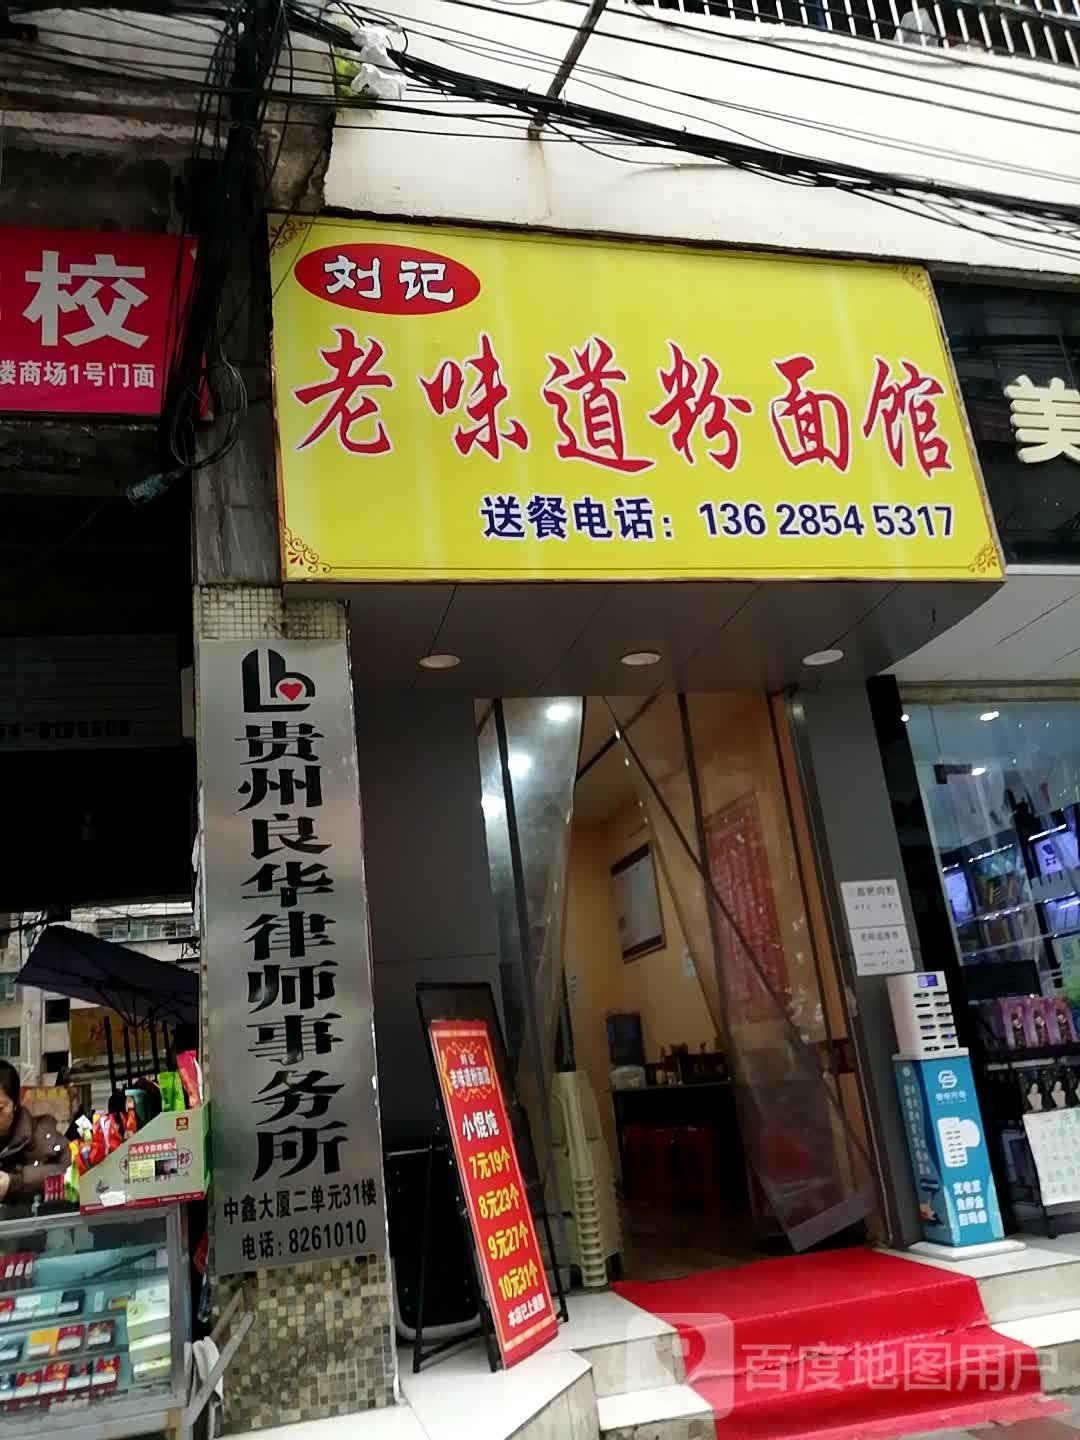 校
楼商场1号门面
刘记
老味道粉面馆
送餐电话：13628545317
美
贵州良华律师事务所
中鑫大厦二单元31楼
电话：8261010
刘记
老味道粉面馆
小馄饨
7元19个
8元23个
9元27个
10元31个
百度地图用户